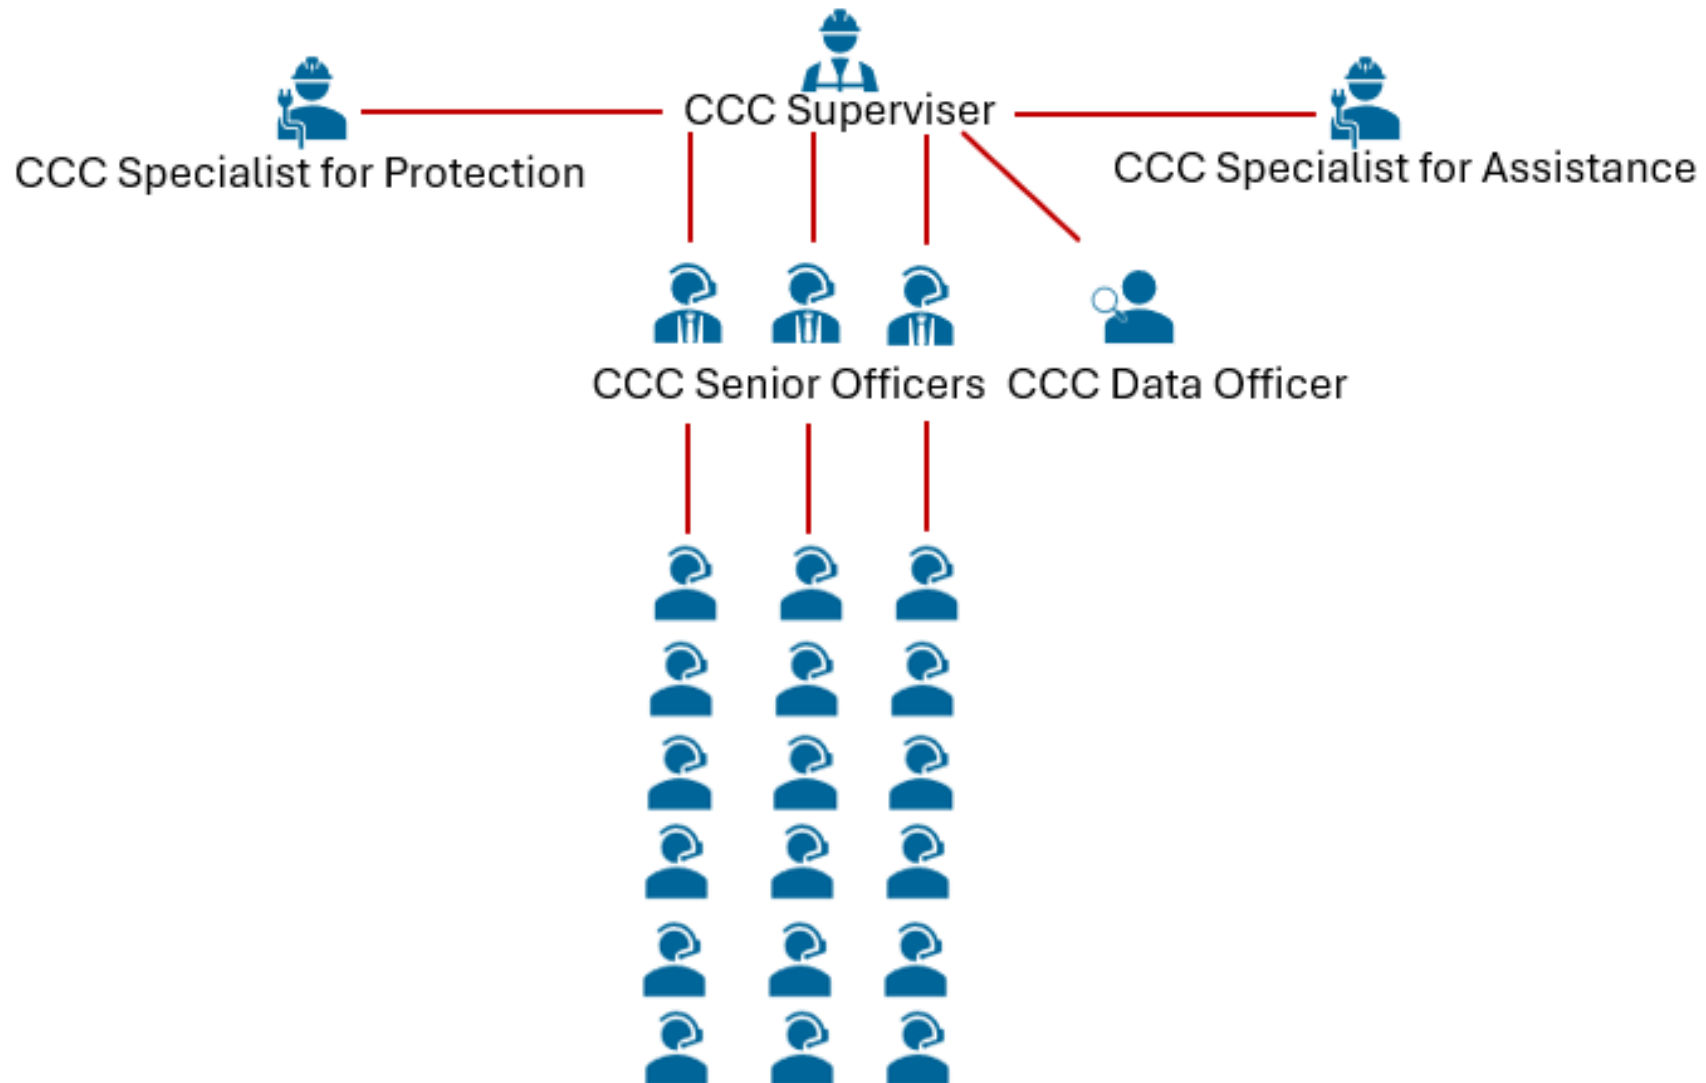 CCC Superviser
CCC Specialist for Protection
CCC Specialist for Assistance
CCC Senior Officers
CCC Data Officer